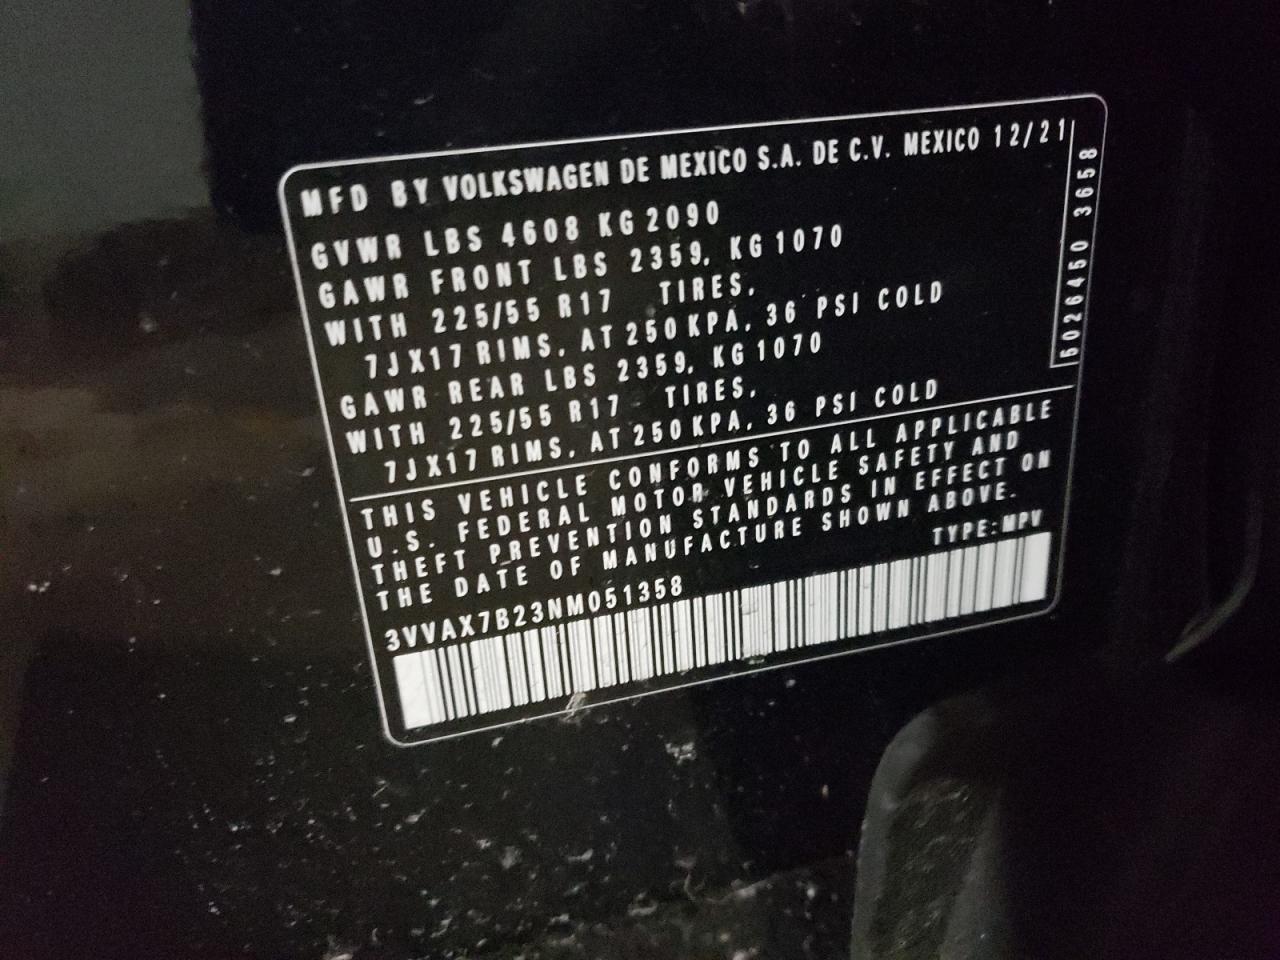 MFD BY VOLKSWAGEN DE MEXICO S.A. DE C.V. MEXICO 12/21
GVWR LBS 4608 KG 2090
GAWR FRONT LBS 2359, KG 1070
WITH 225/55 R17 TIRES,
7JX17 RIMS, AT 250 KPA, 36 PSI COLD
GAWR REAR LBS 2359, KG 1070
WITH 225/55 R17 TIRES,
7JX17 RIMS, AT 250 KPA, 36 PSI COLD
5026450 3658
THIS VEHICLE CONFORMS TO ALL APPLICABLE
U.S. FEDERAL MOTOR VEHICLE SAFETY AND
THEFT PREVENTION STANDARDS IN EFFECT ON
THE DATE OF MANUFACTURE SHOWN ABOVE.
TYPE:MPV
3VVAX7B23NM051358